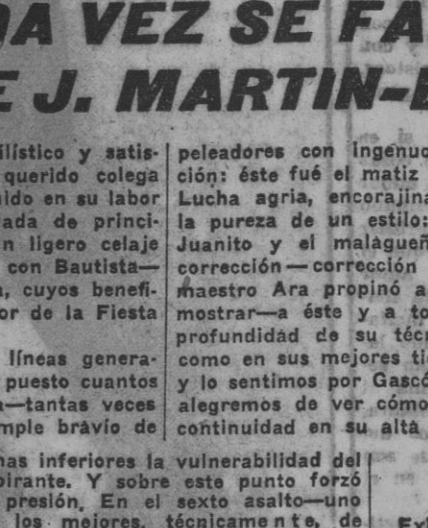 DA VEZ SE FA
E J. MARTIN-
ilístico y satis-
querido colega
nido en su labor
ada de princi-
n ligero celaje
con Bautista—
a, cuyos benefi-
or de la Fiesta
líneas genera-
puesto cuantos
a—tantas veces
mple bravío de
peleadores con ingenuo
ción: éste fué el matiz
Lucha agria, encorajina
la pureza de un estilo:
Juanito y el malagueñ
corrección—corrección
maestro Ara propinó a
mostrar—a éste y a to
profundidad de su técn
como en sus mejores tie
y lo sentimos por Gascó
alegremos de ver cómo
continuidad en su alta
nas inferiores la vulnerabilidad del
pirante. Y sobre este punto forzó
presión. En el sexto asalto—uno
los mejores, técnicamente, de